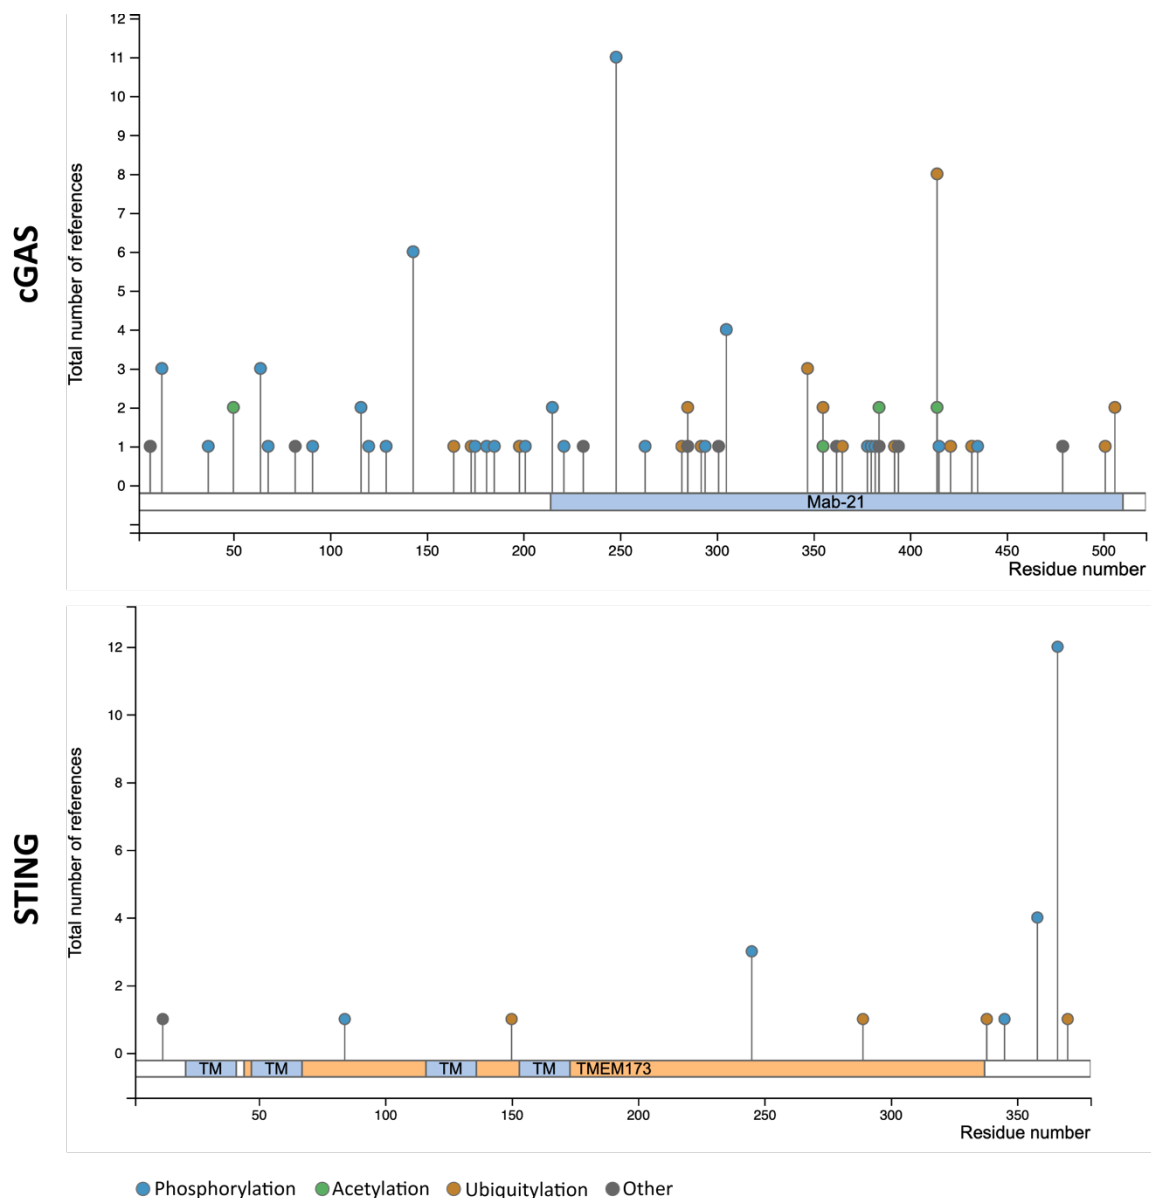 cGAS
Total number of references
12
11
10
9
8
7
6
5
4
3
2
1
0
Mab-21
50 100 150 200 250 300 350 400 450 500
Residue number
STING
Total number of references
12
10
8
6
4
2
0
TM TM TM TM TMEM173
50 100 150 200 250 300 350
Residue number
Phosphorylation Acetylation Ubiquitylation Other